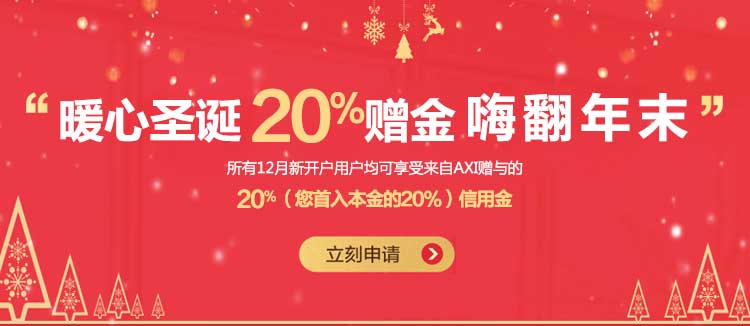 “暖心圣诞20%赠金 嗨翻年末”
所有12月新开户用户均可享受来自AXI赠与的
20%（您首入本金的20%）信用金
立刻申请